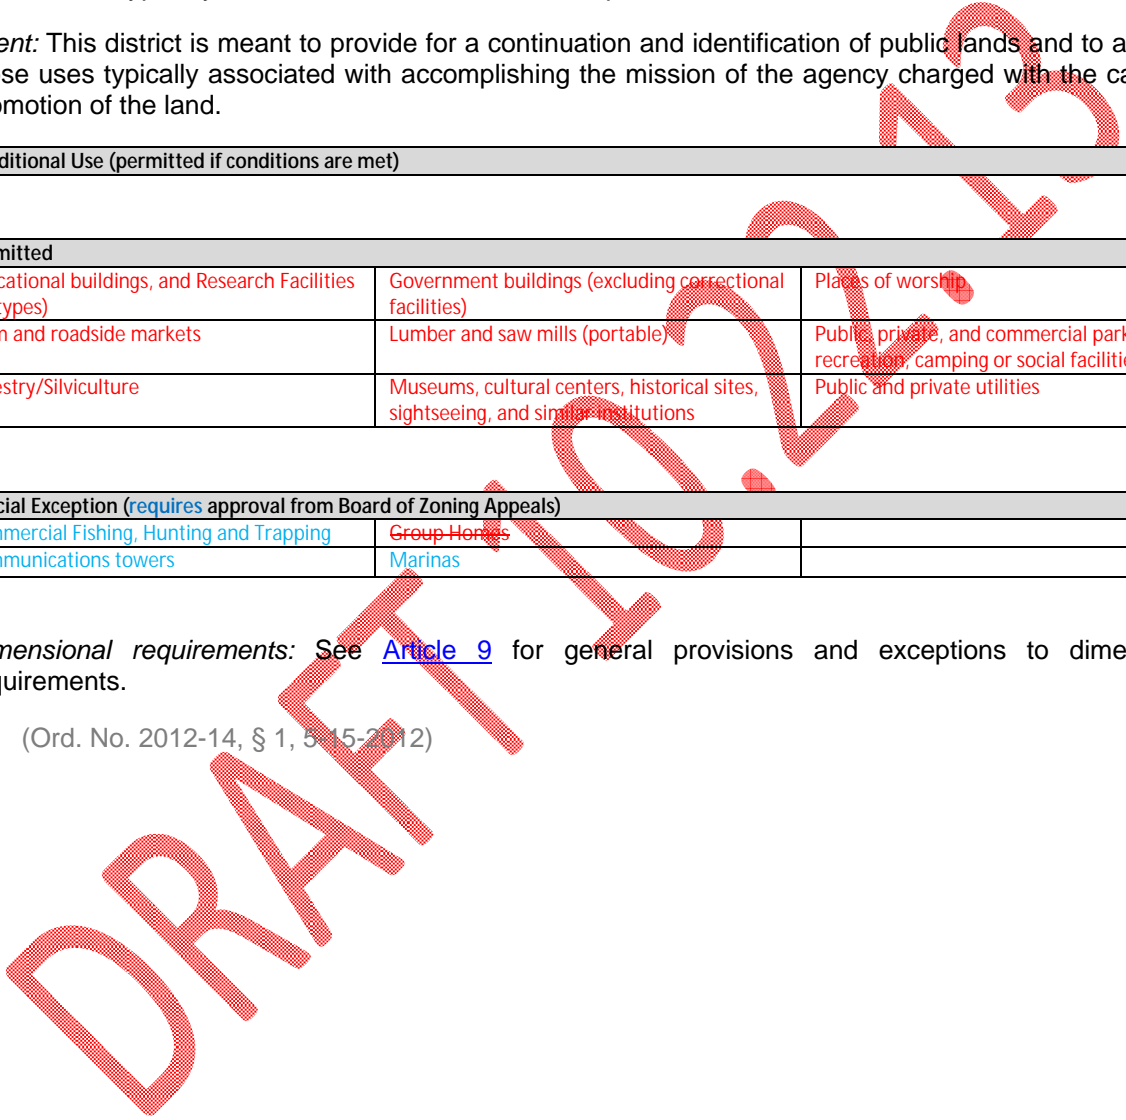 ent: This district is meant to provide for a continuation and identification of public lands and to a
se uses typically associated with accomplishing the mission of the agency charged with the ca
omotion of the land.
ditional Use (permitted if conditions are met)
mitted
cational buildings, and Research Facilities
types)
Government buildings (excluding correctional
facilities)
Places of worship
m and roadside markets
Lumber and saw mills (portable)
Public, private, and commercial park
recreation, camping or social facilitie
estry/Silviculture
Museums, cultural centers, historical sites,
sightseeing, and similar institutions
Public and private utilities
cial Exception (requires approval from Board of Zoning Appeals)
mmercial Fishing, Hunting and Trapping
Group Homes
mmunications towers
Marinas
mensional requirements: See Article 9 for general provisions and exceptions to dime
quirements.
(Ord. No. 2012-14, § 1, 5-15-2012)
DRAFT 10.2.13